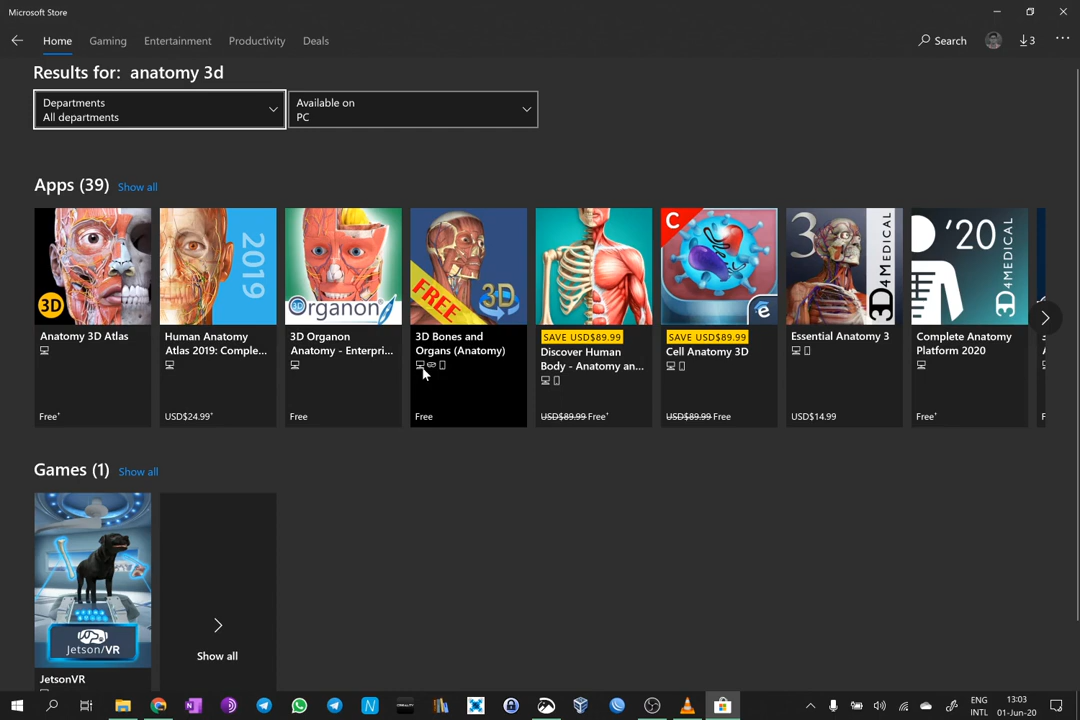 Microsoft Store
Home Gaming Entertainment Productivity Deals
Search
3
Results for: anatomy 3d
Departments
All departments
Available on
PC
Apps (39) Show all
3D
Anatomy 3D Atlas
Free+
2019
Human Anatomy
Atlas 2019: Comple...
USD$24.99+
3D Organon
3D Organon
Anatomy - Enterpri...
Free
FREE
3D
3D Bones and
Organs (Anatomy)
Free
SAVE USD$89.99
Discover Human
Body - Anatomy an...
USD$89.99 Free+
C
e
SAVE USD$89.99
Cell Anatomy 3D
USD$89.99 Free
3
3D4MEDICAL
Essential Anatomy 3
USD$14.99
'20
3D4MEDICAL
Complete Anatomy
Platform 2020
Free+
Games (1) Show all
Jetson/VR
JetsonVR
Show all
ENG
INTL
13:03
01-Jun-20